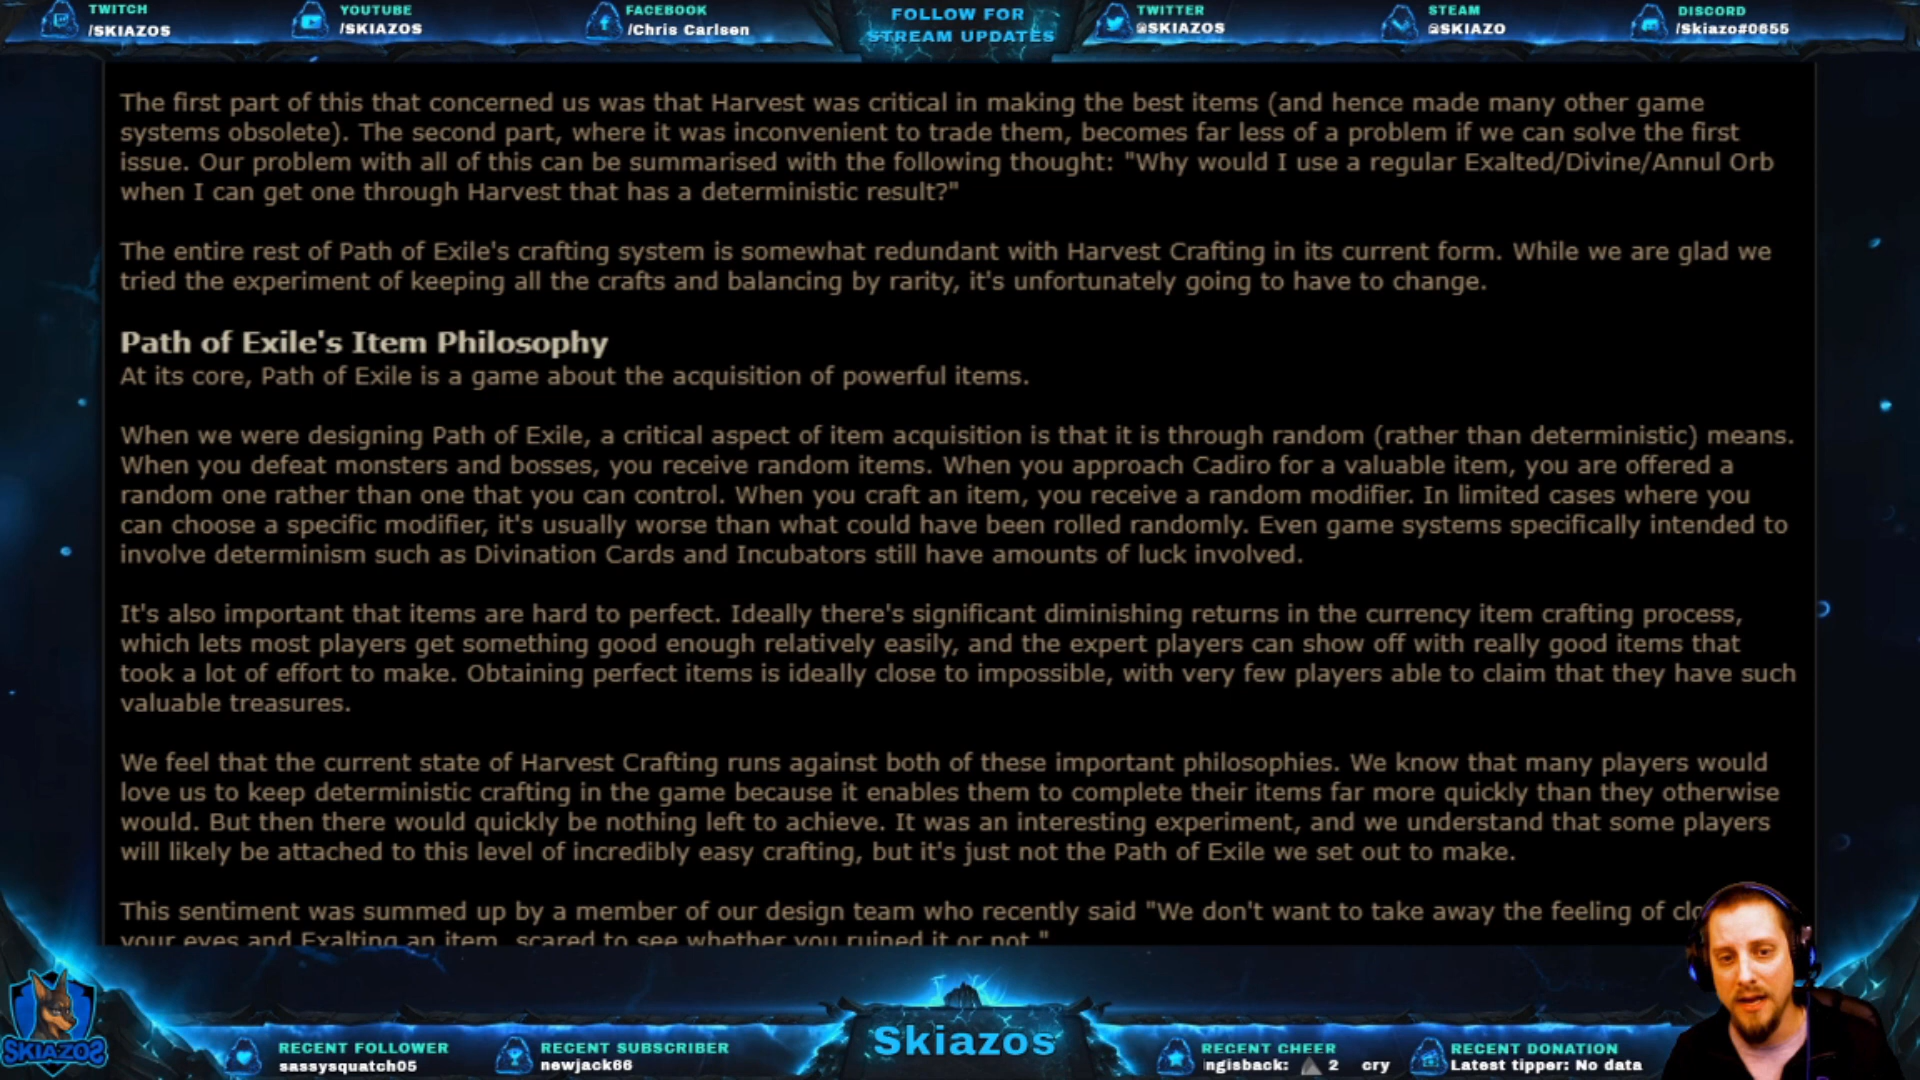 TWITCH
/SKIAZOS
YOUTUBE
/SKIAZOS
FACEBOOK
/Chris Carlsen
FOLLOW FOR
STREAM UPDATES
TWITTER
@SKIAZOS
STEAM
@SKIAZO
DISCORD
/Skiazo#0655
The first part of this that concerned us was that Harvest was critical in making the best items (and hence made many other game
systems obsolete). The second part, where it was inconvenient to trade them, becomes far less of a problem if we can solve the first
issue. Our problem with all of this can be summarised with the following thought: "Why would I use a regular Exalted/Divine/Annul Orb
when I can get one through Harvest that has a deterministic result?"
The entire rest of Path of Exile's crafting system is somewhat redundant with Harvest Crafting in its current form. While we are glad we
tried the experiment of keeping all the crafts and balancing by rarity, it's unfortunately going to have to change.
Path of Exile's Item Philosophy
At its core, Path of Exile is a game about the acquisition of powerful items.
When we were designing Path of Exile, a critical aspect of item acquisition is that it is through random (rather than deterministic) means.
When you defeat monsters and bosses, you receive random items. When you approach Cadiro for a valuable item, you are offered a
random one rather than one that you can control. When you craft an item, you receive a random modifier. In limited cases where you
can choose a specific modifier, it's usually worse than what could have been rolled randomly. Even game systems specifically intended to
involve determinism such as Divination Cards and Incubators still have amounts of luck involved.
It's also important that items are hard to perfect. Ideally there's significant diminishing returns in the currency item crafting process,
which lets most players get something good enough relatively easily, and the expert players can show off with really good items that
took a lot of effort to make. Obtaining perfect items is ideally close to impossible, with very few players able to claim that they have such
valuable treasures.
We feel that the current state of Harvest Crafting runs against both of these important philosophies. We know that many players would
love us to keep deterministic crafting in the game because it enables them to complete their items far more quickly than they otherwise
would. But then there would quickly be nothing left to achieve. It was an interesting experiment, and we understand that some players
will likely be attached to this level of incredibly easy crafting, but it's just not the Path of Exile we set out to make.
This sentiment was summed up by a member of our design team who recently said "We don't want to take away the feeling of
your eyes and Exalting an item, scared to see whether you ruined it or not."
SKIAZOS
RECENT FOLLOWER
sassysquatch05
RECENT SUBSCRIBER
newjack66
Skiazos
RECENT CHEER
ngisback: 2 cry
RECENT DONATION
Latest tipper: No data